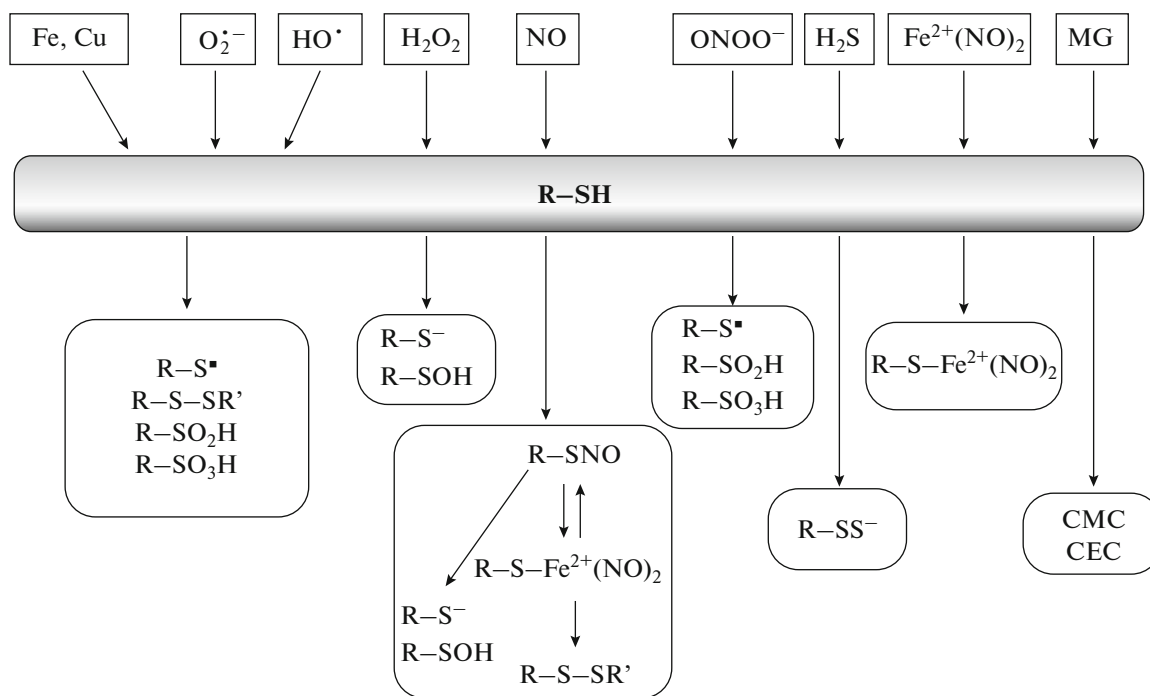 Fe, Cu
O₂•−
HO•
H₂O₂
NO
ONOO⁻
H₂S
Fe²⁺(NO)₂
MG
R–SH
R–S▪
R–S–SR’
R–SO₂H
R–SO₃H
R–S⁻
R–SOH
R–SNO
R–S–Fe²⁺(NO)₂
R–S⁻
R–SOH
R–S–SR’
R–S▪
R–SO₂H
R–SO₃H
R–SS⁻
R–S–Fe²⁺(NO)₂
CMC
CEC